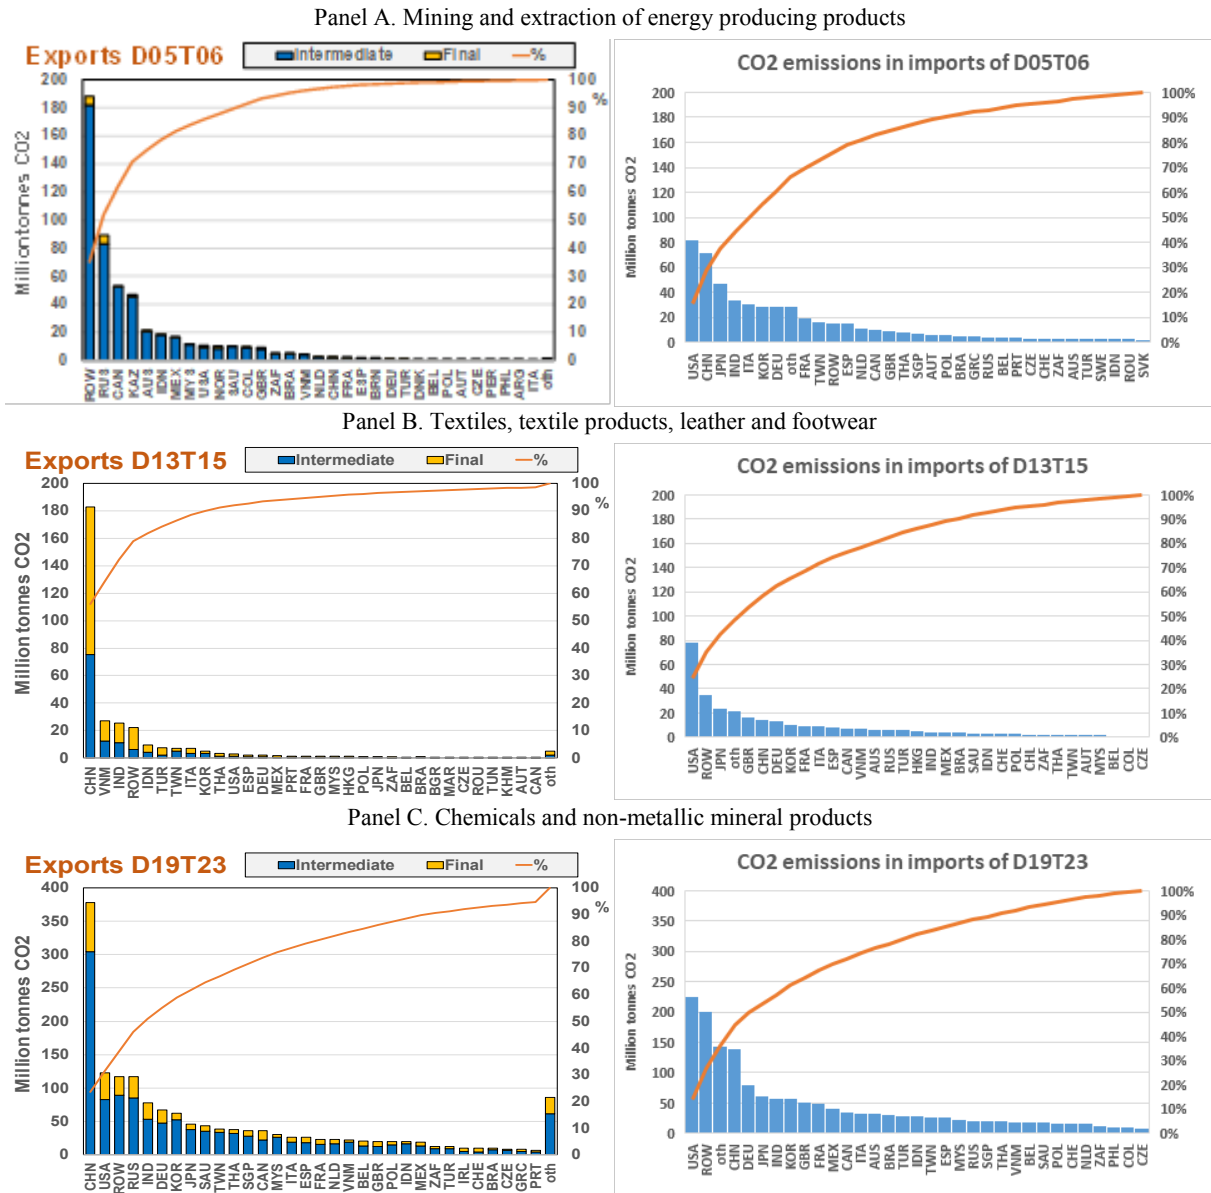 Panel A. Mining and extraction of energy producing products
Exports D05T06
Intermediate Final %
200 180 160 140 120 100 80 60 40 20 0
Million tonnes CO2
100 90 80 70 60 50 40 30 20 10 0
%
ROW RUS CAN KAZ AUS IDN MEX MYS USA NOR SAU COL GBR ZAF BRA VNM NLD CHN FRA ESP BRN DEU TUR DNK BEL POL AUT CZE PER PHL ARG ITA oth
CO2 emissions in imports of D05T06
200 180 160 140 120 100 80 60 40 20 0
Million tonnes CO2
100% 90% 80% 70% 60% 50% 40% 30% 20% 10% 0%
USA CHN JPN IND ITA KOR DEU oth FRA TWN ROW ESP NLD CAN GBR THA SGP AUT POL BRA GRC RUS BEL PRT CZE CHE ZAF AUS TUR SWE IDN ROU SVK
Panel B. Textiles, textile products, leather and footwear
Exports D13T15
Intermediate Final %
200 180 160 140 120 100 80 60 40 20 0
Million tonnes CO2
100 90 80 70 60 50 40 30 20 10 0
%
CHN VNM IND ROW IDN TUR TWN ITA KOR THA USA ESP DEU MEX PRT FRA GBR MYS HKG POL JPN ZAF BEL BRA BGR MAR CZE ROU TUN KHM AUT CAN oth
CO2 emissions in imports of D13T15
200 180 160 140 120 100 80 60 40 20 0
Million tonnes CO2
100% 90% 80% 70% 60% 50% 40% 30% 20% 10% 0%
USA ROW JPN oth GBR CHN DEU KOR FRA ITA ESP CAN VNM AUS RUS TUR HKG IND MEX BRA SAU IDN CHE POL CHL ZAF THA TWN AUT MYS BEL COL CZE
Panel C. Chemicals and non-metallic mineral products
Exports D19T23
Intermediate Final %
400 350 300 250 200 150 100 50 0
Million tonnes CO2
100 90 80 70 60 50 40 30 20 10 0
%
CHN USA ROW RUS IND DEU KOR JPN SAU TWN THA SGP CAN MYS ITA ESP FRA NLD VNM BEL GBR POL IDN MEX ZAF TUR IRL CHE BRA CZE GRC PRT oth
CO2 emissions in imports of D19T23
400 350 300 250 200 150 100 50 0
Million tonnes CO2
100% 90% 80% 70% 60% 50% 40% 30% 20% 10% 0%
USA ROW oth CHN DEU JPN IND KOR GBR FRA MEX CAN ITA AUS BRA TUR IDN TWN ESP MYS RUS SGP THA VNM BEL SAU POL CHE NLD ZAF PHL COL CZE